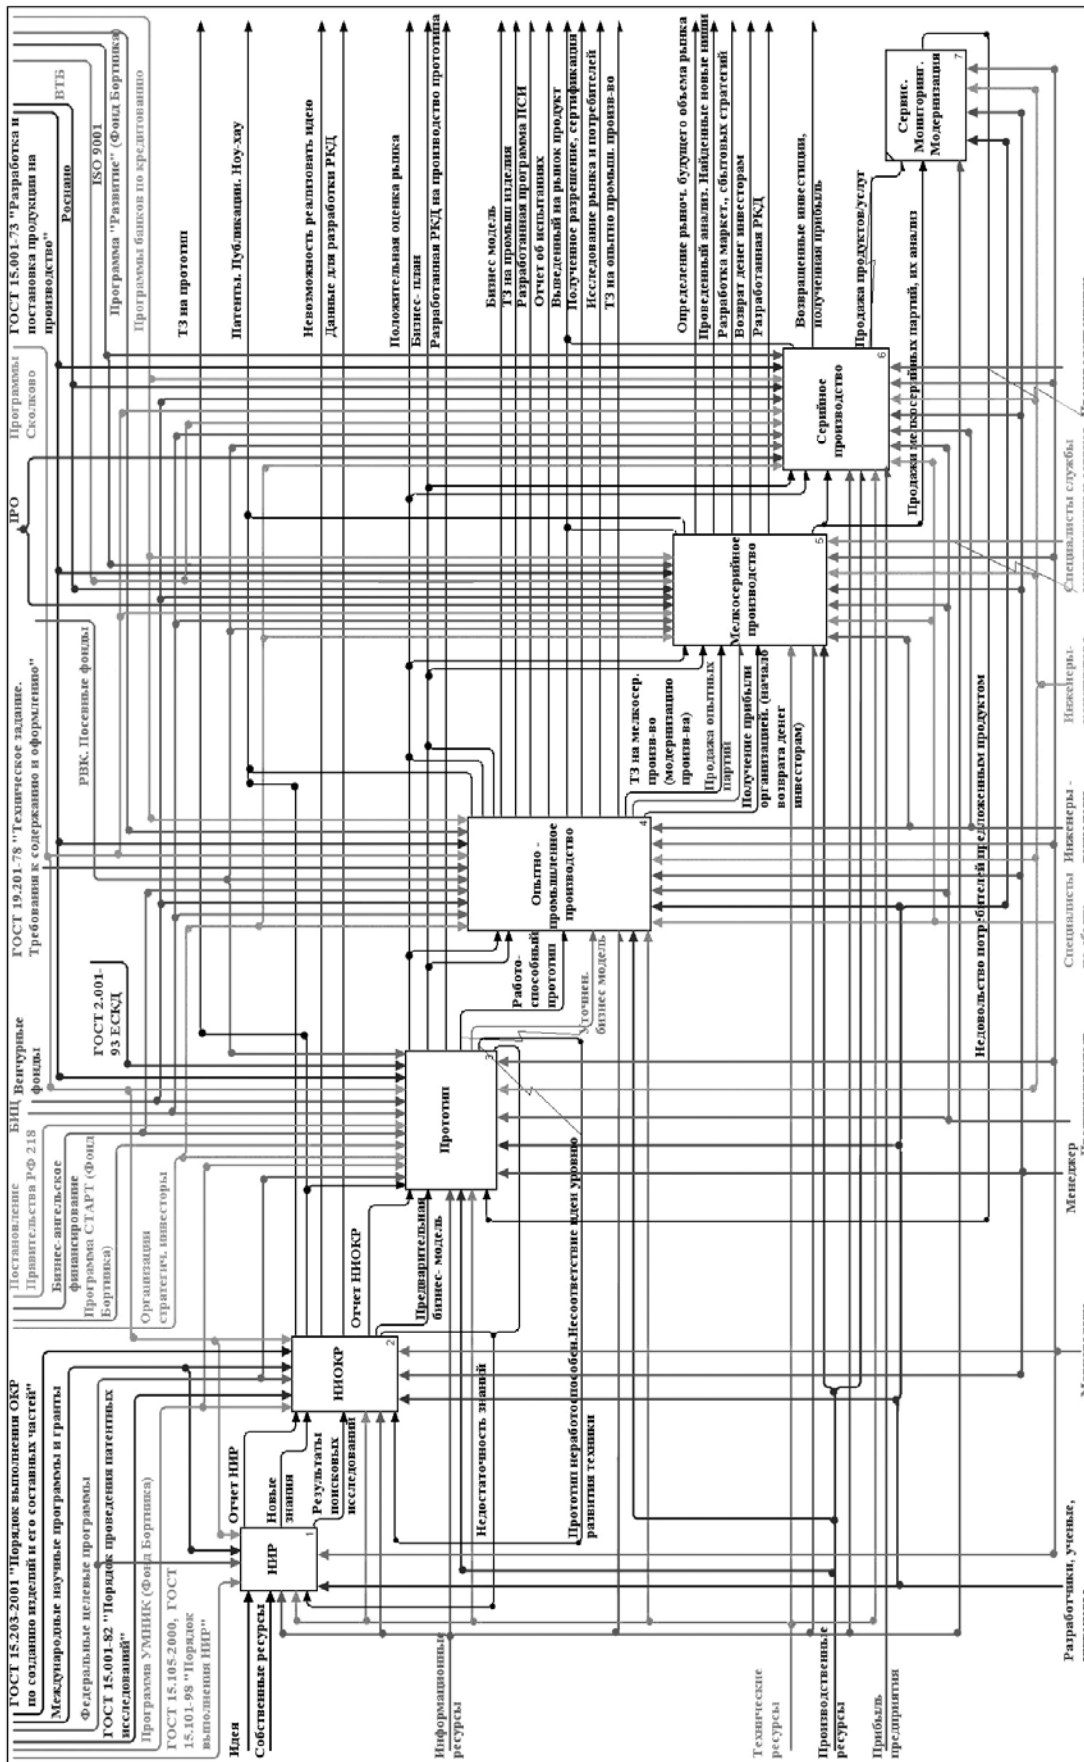 ГОСТ 15.203-2001 "Порядок выполнения ОКР
по созданию изделий и его составных частей"
Международные научные программы и гранты
Федеральные целевые программы
ГОСТ 15.001-82 "Порядок проведения патентных
исследований"
Программа УМНИК (Фонд Бортника)
ГОСТ 15.105-2000, ГОСТ
15.101-98 "Порядок
выполнения НИР"
Постановление
Правительства РФ 218
Бизнес-ангельское
финансирование
Программа СТАРТ (Фонд
Бортника)
Организации
стратегич. инвесторы
БИЦ
Венчурные
фонды
ГОСТ 2.001-
93 ЕСКД
ГОСТ 19.201-78 "Техническое задание.
Требования к содержанию и оформлению"
РВК. Посевные фонды
IPO
Программы
Сколково
ГОСТ 15.001-73 "Разработка и
постановка продукции на
производство"
Роснано
ВТБ
ISO 9001
Программа "Развитие" (Фонд Бортника)
Программы банков по кредитованию
Идея
Собственные ресурсы
Информационные
ресурсы
Технические
ресурсы
Производственные
ресурсы
Прибыль
предприятия
НИР
1
Отчет НИР
Новые
знания
Результаты
поисковых
исследований
НИОКР
2
Отчет НИОКР
Предварительная
бизнес- модель
Недостаточность знаний
Прототип неработоспособен.Несоответствие идеи уровню
развития техники
Прототип
3
Работо-
способный
прототип
Уточнен.
бизнес модель
Опытно -
промышленное
производство
4
ТЗ на мелкосер.
произв-во
(модернизацию
произв-ва)
Продажа опытных
партий
Получение прибыли
организацией. (начало
возврата денег
инвесторам)
Мелкосерийное
производство
5
Серийное
производство
6
Продажа продуктов/услуг
Продажи мелкосерийных партий, их анализ
Сервис.
Мониторинг.
Модернизация
7
Недовольство потребителей предложенным продуктом
ТЗ на прототип
Патенты. Публикации. Ноу-хау
Невозможность реализовать идею
Данные для разработки РКД
Положительная оценка рынка
Бизнес- план
Разработанная РКД на производство прототипа
Бизнес модель
ТЗ на промыш изделия
Разработанная программа ПСИ
Отчет об испытаниях
Выведенный на рынок продукт
Полученное разрешение, сертификация
Исследование рынка и потребителей
ТЗ на опытно промышл. произв-во
Определение рыноч. будущего объема рынка
Проведенный анализ. Найденные новые ниши
Разработка маркет., сбытовых стратегий
Возврат денег инвесторам
Разработанная РКД
Возвращенные инвестиции,
полученная прибыль
Разработчики, ученые,
Менеджер
Специалисты
Инженеры -
Инженеры-
Специалисты службы